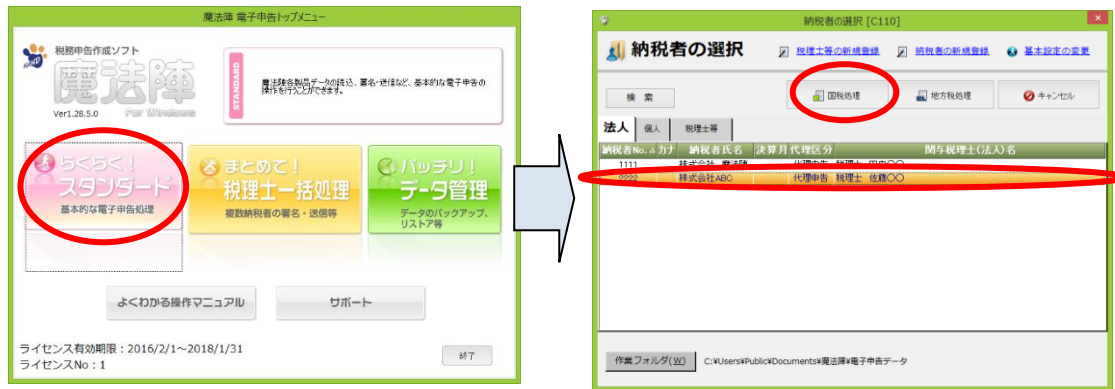 魔法陣 電子申告トップメニュー
税務申告作成ソフト
魔法陣
Ver1.28.5.0 For Windows
STANDARD
魔法陣各製品データの読込、署名・送信など、基本的な電子申告の
操作を行うことができます。
らくらく!
スタンダード
基本的な電子申告処理
まとめて!
税理士一括処理
複数納税者の署名・送信等
バッチリ!
データ管理
データのバックアップ、
リストア等
よくわかる操作マニュアル
サポート
ライセンス有効期限:2016/2/1~2018/1/31
ライセンスNo:1
終了
納税者の選択 [C110]
納税者の選択
税理士等の新規登録
納税者の新規登録
基本設定の変更
検 索
国税処理
地方税処理
キャンセル
法人 個人 税理士等
納税者No. カナ 納税者氏名 決算月 代理区分 関与税理士(法人)名
1111 株式会社 魔法陣 代理申告 税理士 田中〇〇
2222 株式会社ABC 代理申告 税理士 佐藤〇〇
作業フォルダ(W) C:¥Users¥Public¥Documents¥魔法陣¥電子申告データ